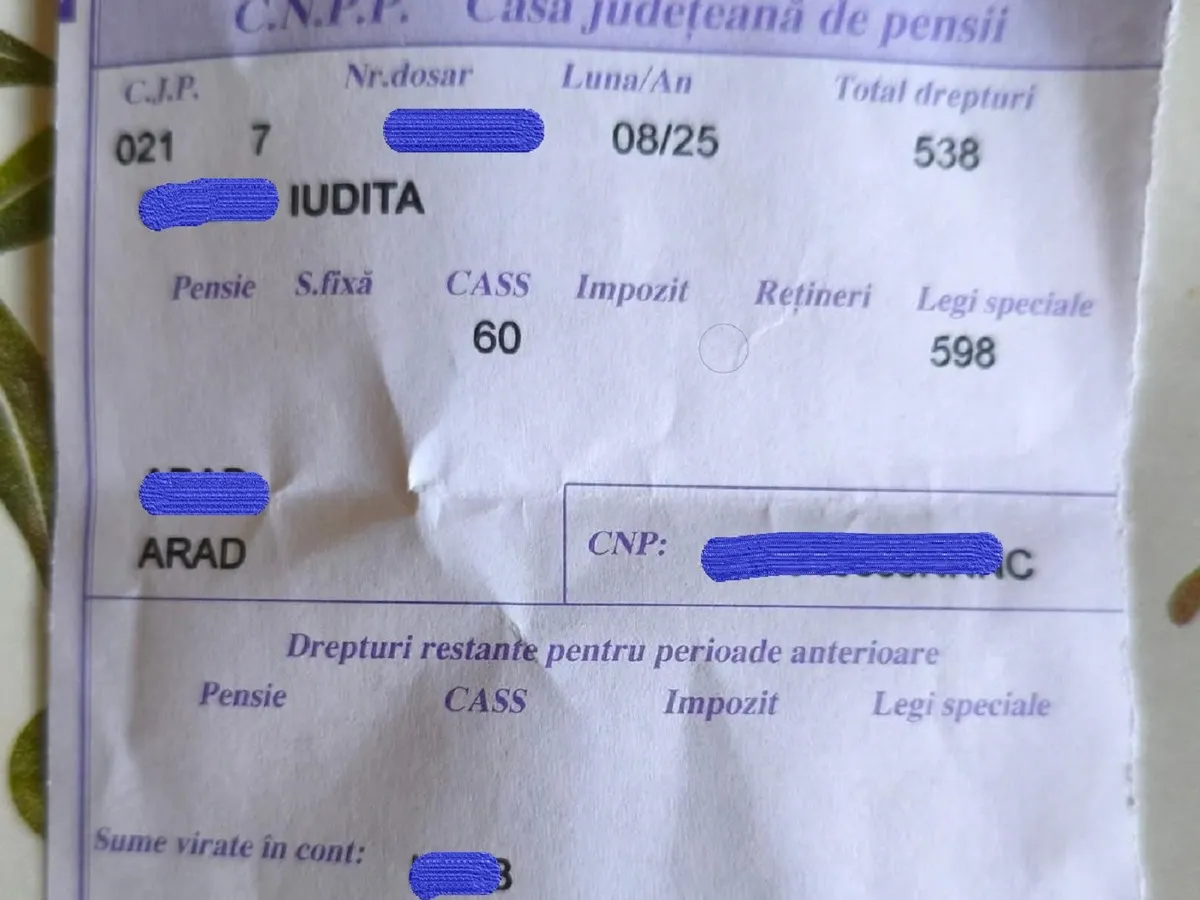 C.N.P.P. Casa județeană de pensii
C.J.P. Nr.dosar Luna/An Total drepturi
021 7 08/25 538
IUDITA
Pensie S.fixă CASS Impozit Rețineri Legi speciale
60 598
ARAD
CNP:
Drepturi restante pentru perioade anterioare
Pensie CASS Impozit Legi speciale
Sume virate în cont: